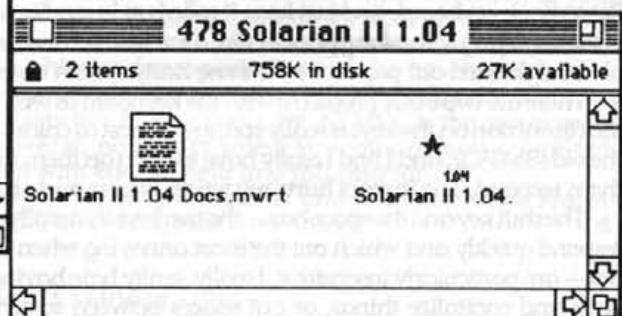 478 Solarian II 1.04
2 items 758K in disk 27K available
1.04
Solarian II 1.04 Docs.mwrt Solarian II 1.04.